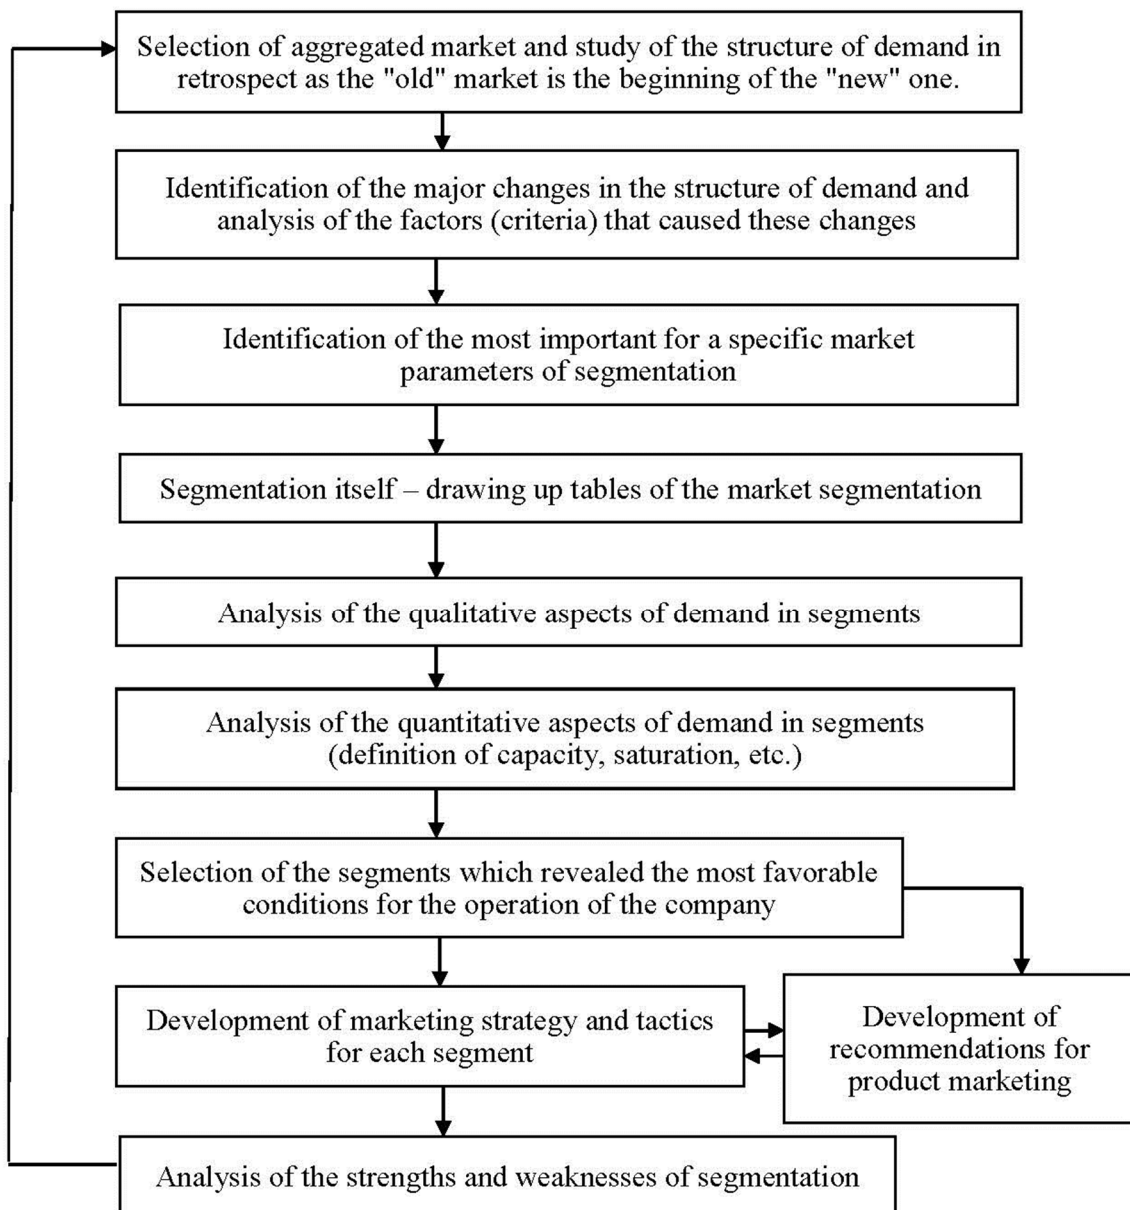 Selection of aggregated market and study of the structure of demand in
retrospect as the "old" market is the beginning of the "new" one.
Identification of the major changes in the structure of demand and
analysis of the factors (criteria) that caused these changes
Identification of the most important for a specific market
parameters of segmentation
Segmentation itself – drawing up tables of the market segmentation
Analysis of the qualitative aspects of demand in segments
Analysis of the quantitative aspects of demand in segments
(definition of capacity, saturation, etc.)
Selection of the segments which revealed the most favorable
conditions for the operation of the company
Development of marketing strategy and tactics
for each segment
Development of
recommendations for
product marketing
Analysis of the strengths and weaknesses of segmentation